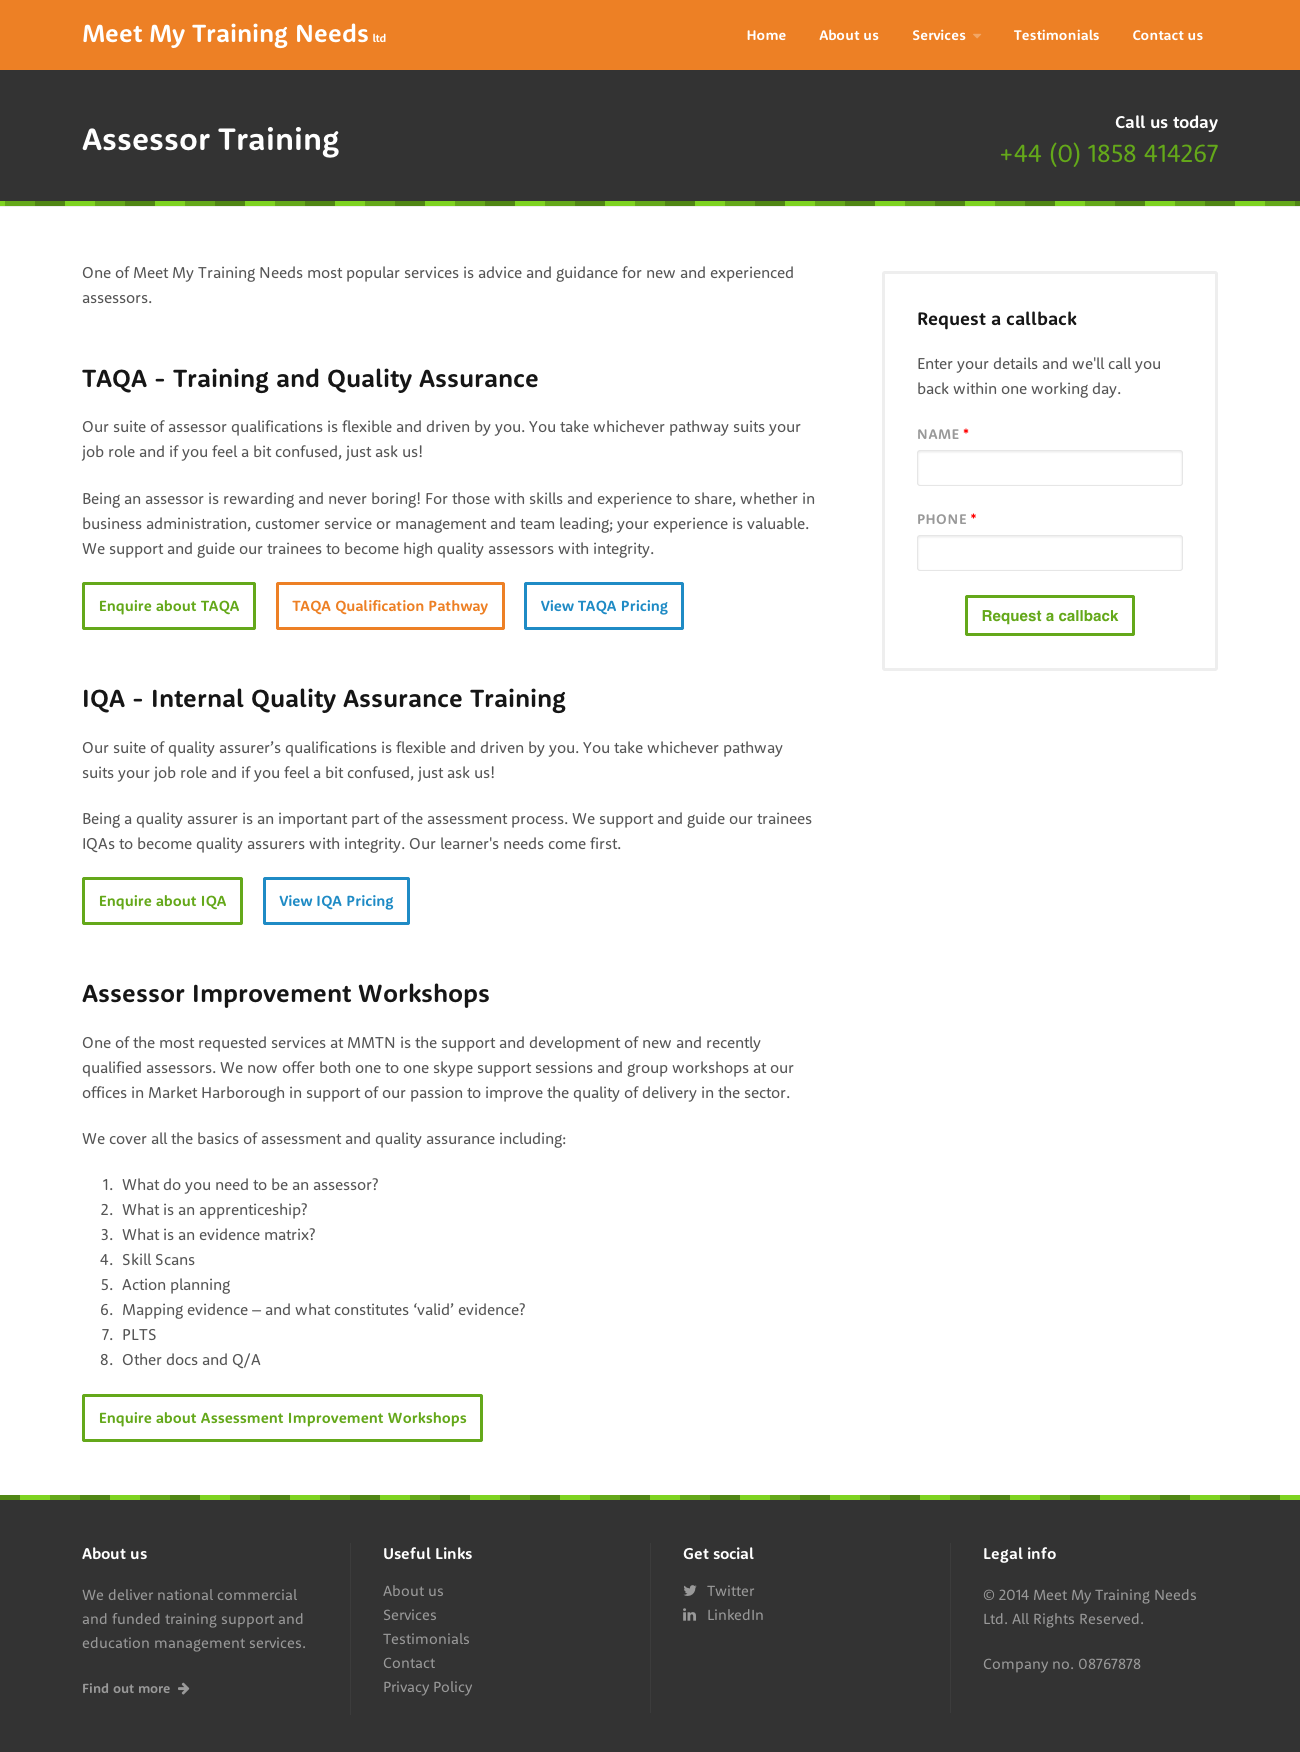 Meet My Training Needs ltd
Home About us Services Testimonials Contact us
Assessor Training
Call us today
+44 (0) 1858 414267
One of Meet My Training Needs most popular services is advice and guidance for new and experienced
assessors.
TAQA - Training and Quality Assurance
Our suite of assessor qualifications is flexible and driven by you. You take whichever pathway suits your
job role and if you feel a bit confused, just ask us!
Being an assessor is rewarding and never boring! For those with skills and experience to share, whether in
business administration, customer service or management and team leading; your experience is valuable.
We support and guide our trainees to become high quality assessors with integrity.
Enquire about TAQA TAQA Qualification Pathway View TAQA Pricing
IQA - Internal Quality Assurance Training
Our suite of quality assurer’s qualifications is flexible and driven by you. You take whichever pathway
suits your job role and if you feel a bit confused, just ask us!
Being a quality assurer is an important part of the assessment process. We support and guide our trainees
IQAs to become quality assurers with integrity. Our learner's needs come first.
Enquire about IQA View IQA Pricing
Assessor Improvement Workshops
One of the most requested services at MMTN is the support and development of new and recently
qualified assessors. We now offer both one to one skype support sessions and group workshops at our
offices in Market Harborough in support of our passion to improve the quality of delivery in the sector.
We cover all the basics of assessment and quality assurance including:
1. What do you need to be an assessor?
2. What is an apprenticeship?
3. What is an evidence matrix?
4. Skill Scans
5. Action planning
6. Mapping evidence – and what constitutes ‘valid’ evidence?
7. PLTS
8. Other docs and Q/A
Enquire about Assessment Improvement Workshops
Request a callback
Enter your details and we'll call you
back within one working day.
NAME *
PHONE *
Request a callback
About us
We deliver national commercial
and funded training support and
education management services.
Find out more
Useful Links
About us
Services
Testimonials
Contact
Privacy Policy
Get social
Twitter
LinkedIn
Legal info
© 2014 Meet My Training Needs
Ltd. All Rights Reserved.
Company no. 08767878